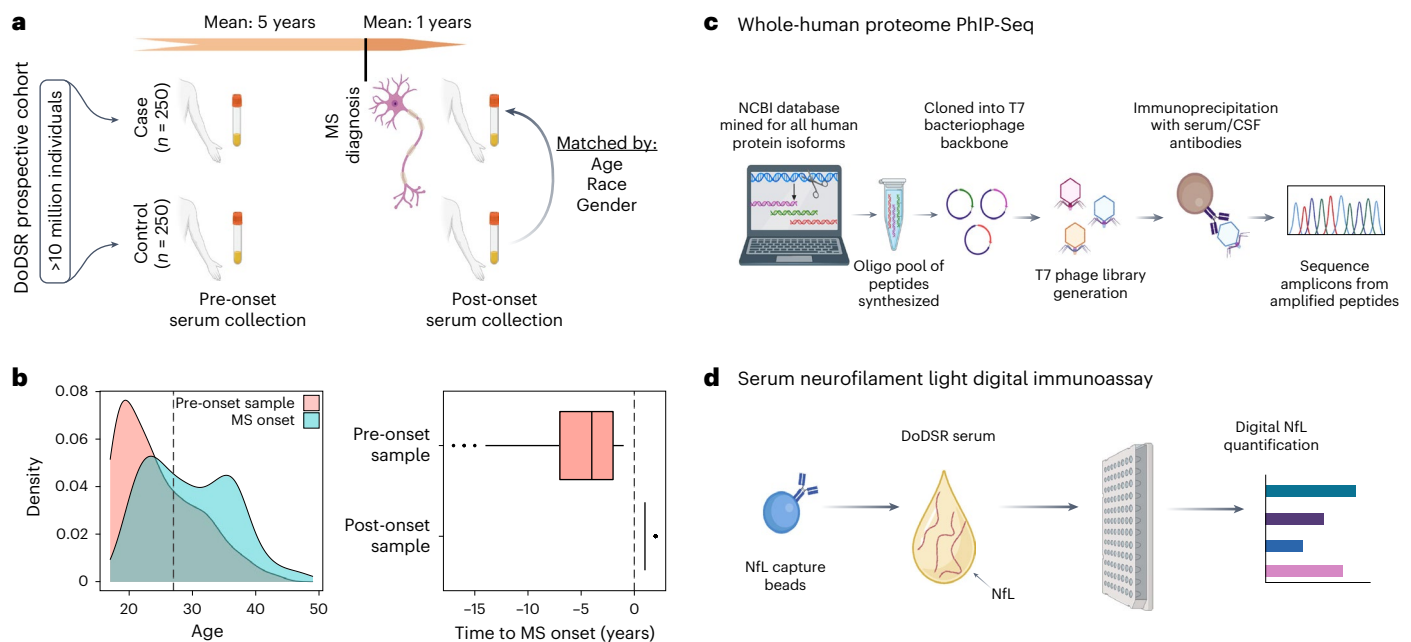 a
Mean: 5 years
Mean: 1 years
DoDSR prospective cohort
>10 million individuals
Case
(n = 250)
Control
(n = 250)
MS
diagnosis
Matched by:
Age
Race
Gender
Pre-onset
serum collection
Post-onset
serum collection
b
0.08
0.06
0.04
0.02
0
Density
Pre-onset sample
MS onset
20
30
40
50
Age
Pre-onset
sample
Post-onset
sample
–15
–10
–5
0
Time to MS onset (years)
c Whole-human proteome PhIP-Seq
NCBI database
mined for all human
protein isoforms
Oligo pool of
peptides
synthesized
Cloned into T7
bacteriophage
backbone
T7 phage library
generation
Immunoprecipitation
with serum/CSF
antibodies
Sequence
amplicons from
amplified peptides
d Serum neurofilament light digital immunoassay
NfL capture
beads
DoDSR serum
NfL
Digital NfL
quantification